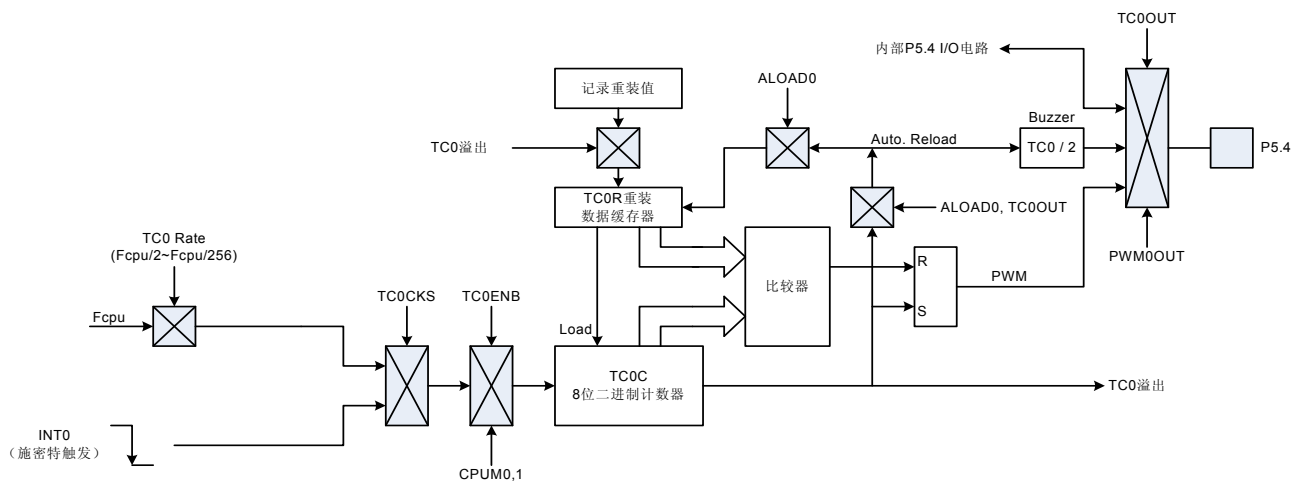 TC0OUT
内部P5.4 I/O电路
ALOAD0
记录重装值
Buzzer
Auto. Reload
TC0 / 2
P5.4
TC0溢出
TC0R重装
数据缓存器
ALOAD0, TC0OUT
TC0 Rate
(Fcpu/2~Fcpu/256)
PWM0OUT
R
PWM
比较器
S
TC0CKS
TC0ENB
Fcpu
Load
TC0C
8位二进制计数器
TC0溢出
INT0
（施密特触发）
CPUM0,1